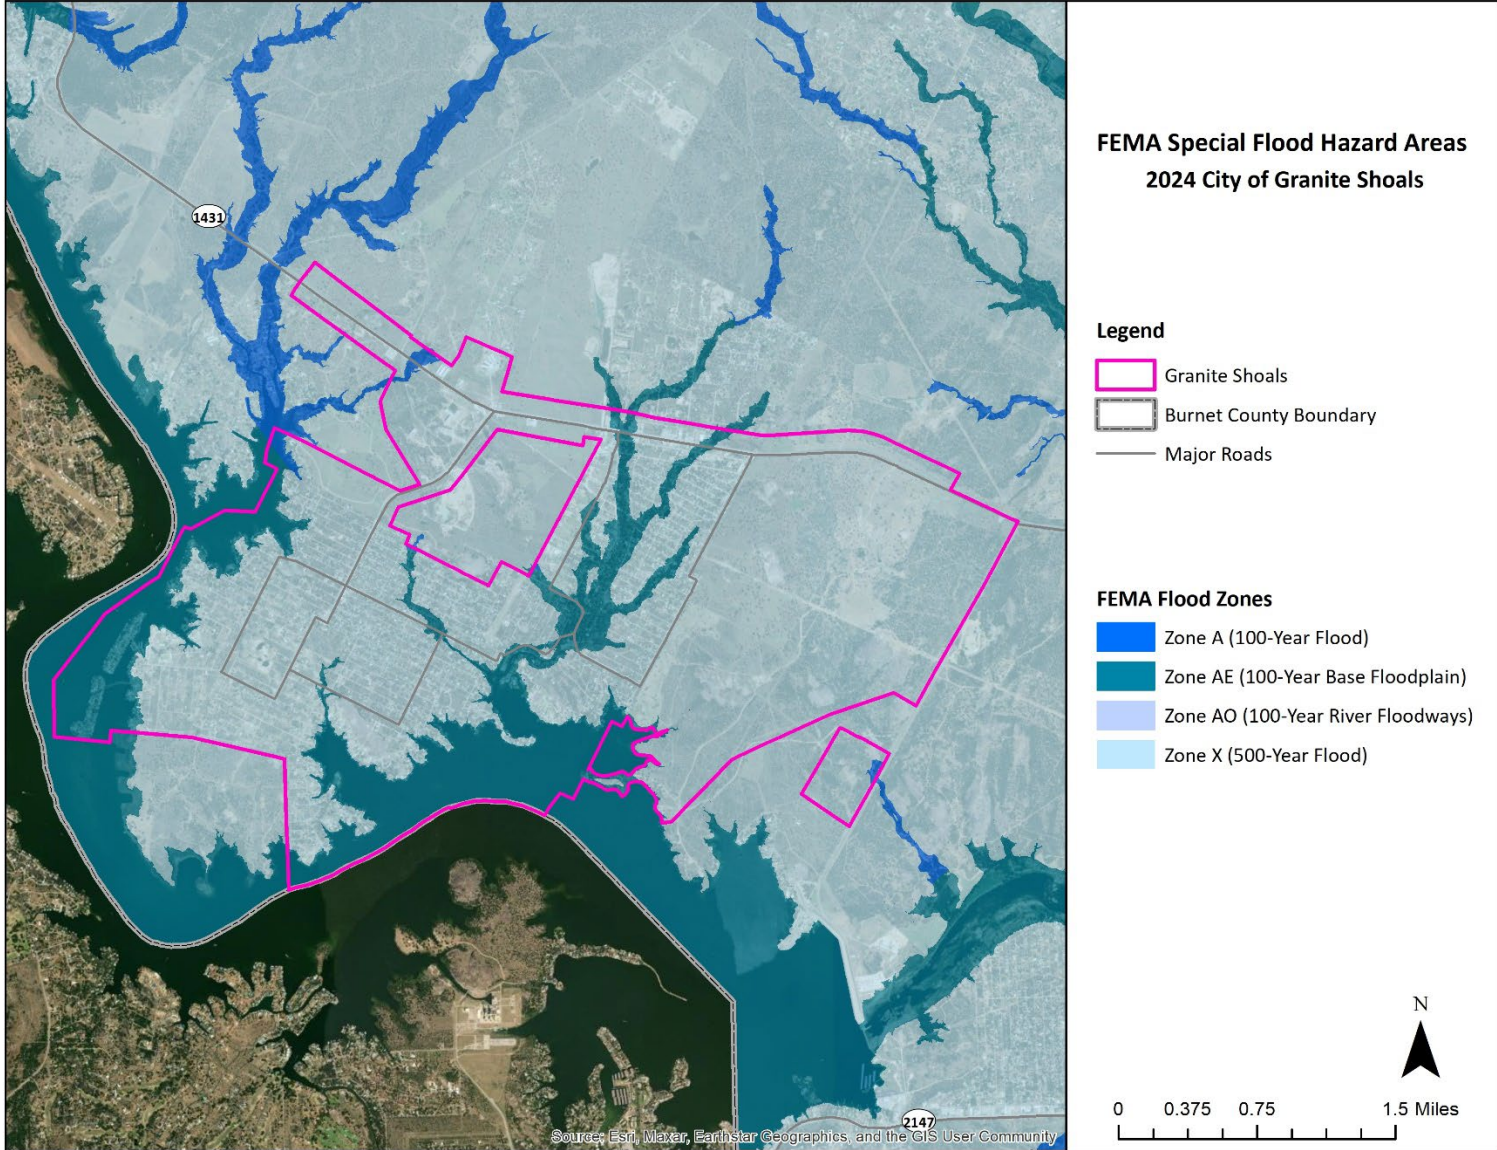 FEMA Special Flood Hazard Areas
2024 City of Granite Shoals
1431
Legend
Granite Shoals
Burnet County Boundary
Major Roads
FEMA Flood Zones
Zone A (100-Year Flood)
Zone AE (100-Year Base Floodplain)
Zone AO (100-Year River Floodways)
Zone X (500-Year Flood)
N
0 0.375 0.75 1.5 Miles
2147
Source: Esri, Maxar, Earthstar Geographics, and the GIS User Community